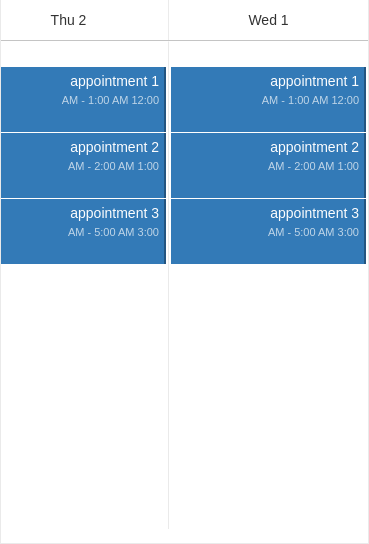 Thu 2
Wed 1
appointment 1
AM - 1:00 AM 12:00
appointment 2
AM - 2:00 AM 1:00
appointment 3
AM - 5:00 AM 3:00
appointment 1
AM - 1:00 AM 12:00
appointment 2
AM - 2:00 AM 1:00
appointment 3
AM - 5:00 AM 3:00